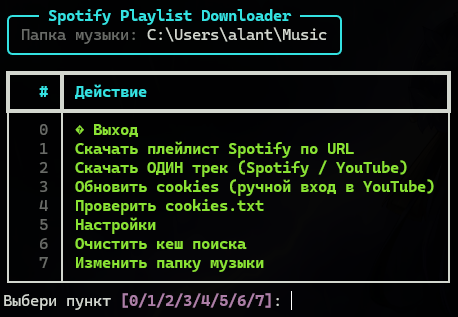 Spotify Playlist Downloader
Папка музыки: C:\Users\alant\Music
# Действие
0 � Выход
1 Скачать плейлист Spotify по URL
2 Скачать ОДИН трек (Spotify / YouTube)
3 Обновить cookies (ручной вход в YouTube)
4 Проверить cookies.txt
5 Настройки
6 Очистить кеш поиска
7 Изменить папку музыки
Выбери пункт [0/1/2/3/4/5/6/7]: